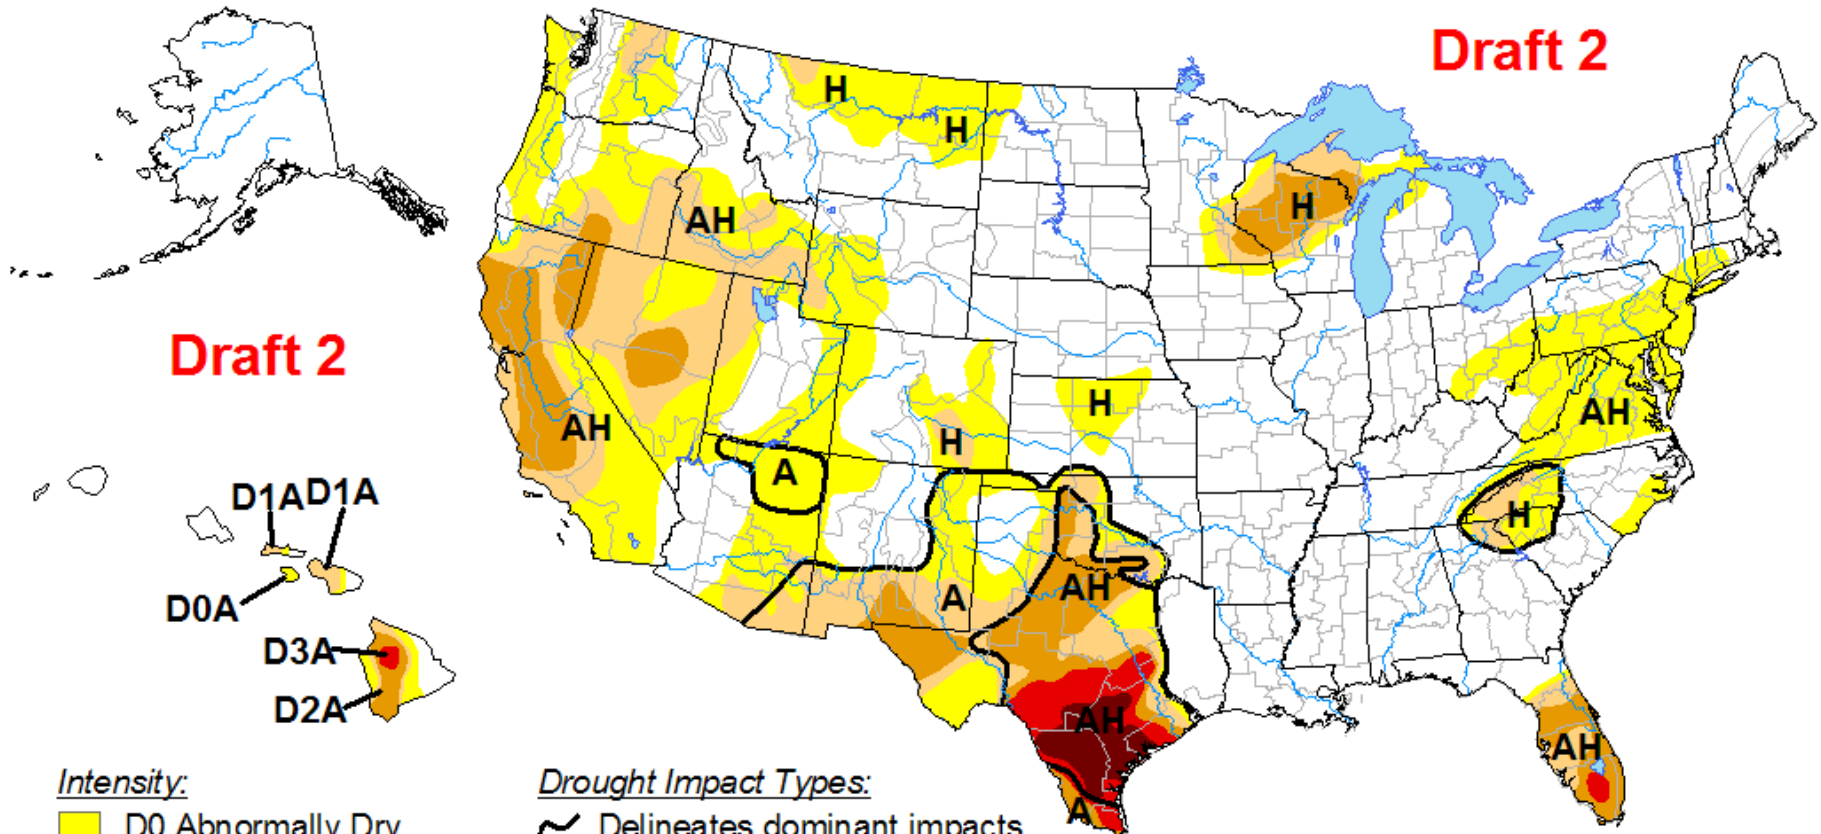 Draft 2
H
H
AH
H
Draft 2
H
AH
AH
H
A
D1A D1A
H
D0A
A
AH
D3A
D2A
AH
AH
A
Intensity:
Drought Impact Types:
D0 Abnormally Dry
Delineates dominant impacts